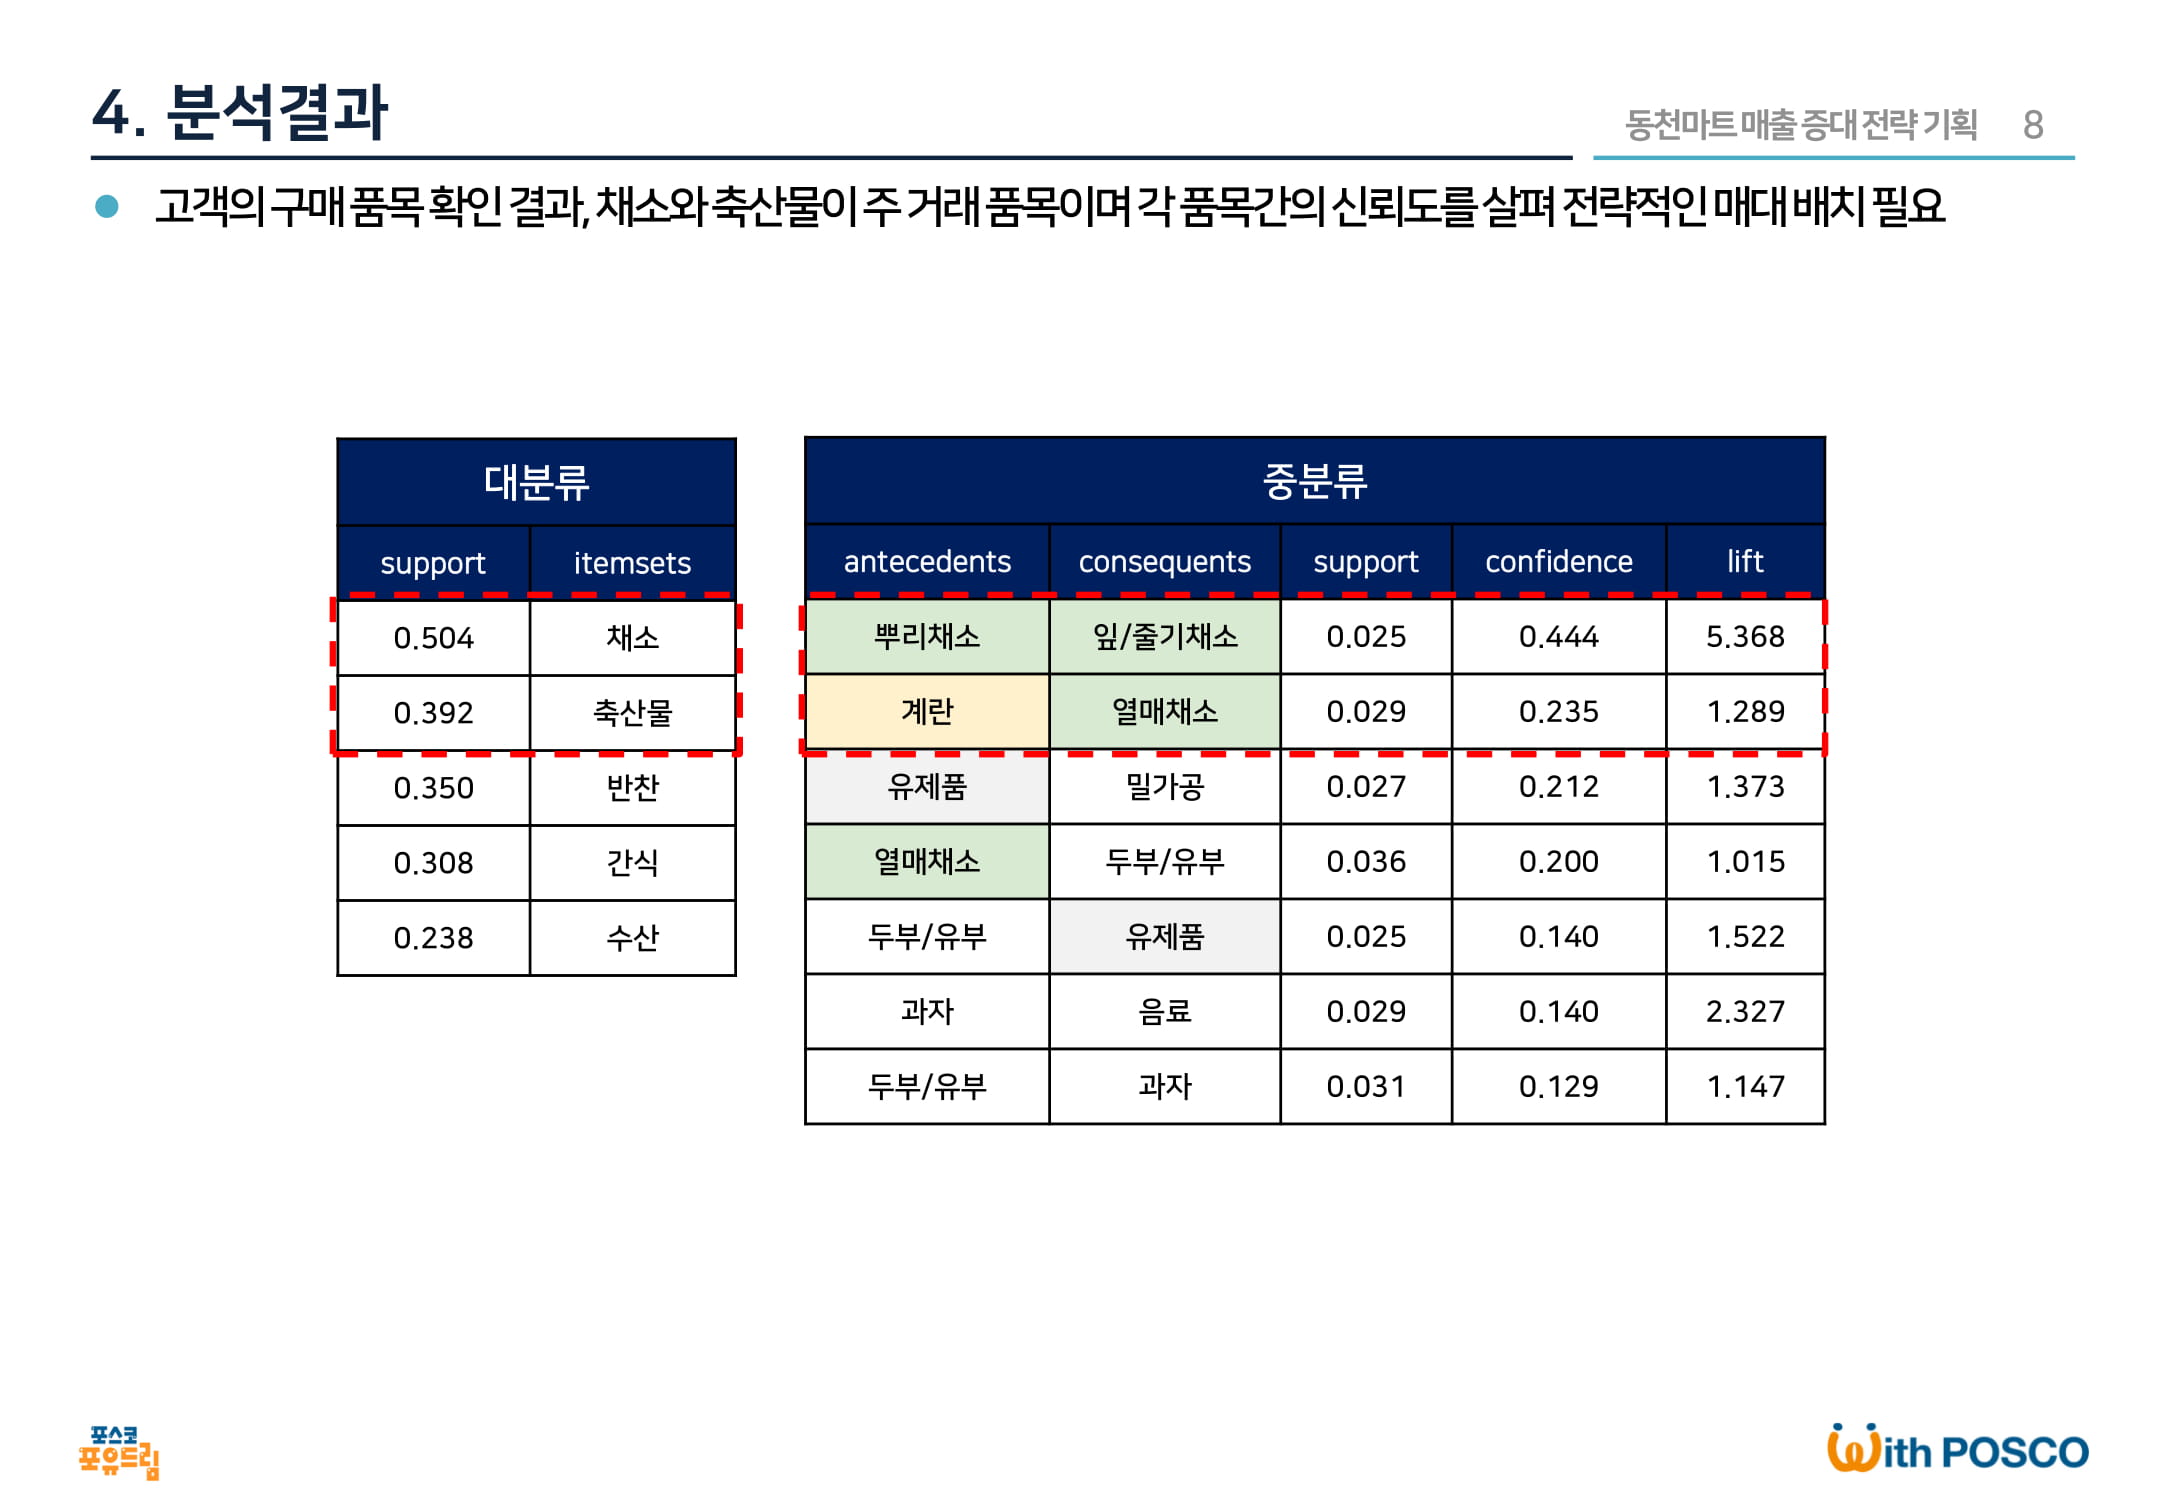 4. 분석결과
동천마트 매출 증대 전략 기획 8
고객의 구매 품목 확인 결과, 채소와 축산물이 주 거래 품목이며 각 품목간의 신뢰도를 살펴 전략적인 매대 배치 필요
대분류
support itemsets
0.504 채소
0.392 축산물
0.350 반찬
0.308 간식
0.238 수산
중분류
antecedents consequents support confidence lift
뿌리채소 잎/줄기채소 0.025 0.444 5.368
계란 열매채소 0.029 0.235 1.289
유제품 밀가공 0.027 0.212 1.373
열매채소 두부/유부 0.036 0.200 1.015
두부/유부 유제품 0.025 0.140 1.522
과자 음료 0.029 0.140 2.327
두부/유부 과자 0.031 0.129 1.147
포스코
포유드림
With POSCO